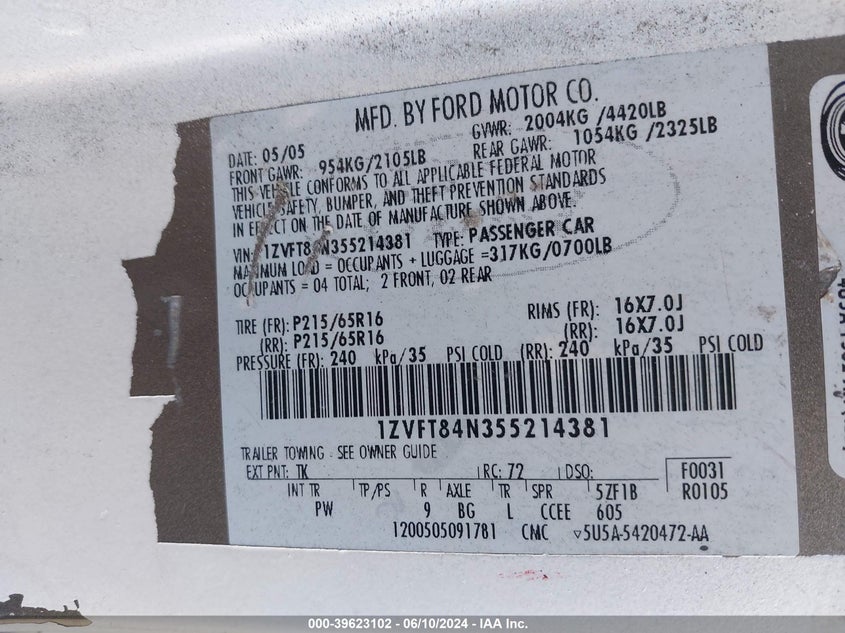 MFD. BY FORD MOTOR CO.
DATE: 05/05 GVWR: 2004KG /4420LB
FRONT GAWR: 954KG/2105LB REAR GAWR: 1054KG /2325LB
THIS VEHICLE CONFORMS TO ALL APPLICABLE FEDERAL MOTOR
VEHICLE SAFETY, BUMPER, AND THEFT PREVENTION STANDARDS
IN EFFECT ON THE DATE OF MANUFACTURE SHOWN ABOVE.
VIN: 1ZVFT84N355214381 TYPE: PASSENGER CAR
MAXIMUM LOAD = OCCUPANTS + LUGGAGE =317KG/0700LB
OCCUPANTS = 04 TOTAL; 2 FRONT, 02 REAR
TIRE (FR): P215/65R16 RIMS (FR): 16X7.0J
(RR): P215/65R16 (RR): 16X7.0J
PRESSURE (FR): 240 kPa/35 PSI COLD (RR): 240 kPa/35 PSI COLD
1ZVFT84N355214381
TRAILER TOWING - SEE OWNER GUIDE
EXT PNT: TK RC: 72 DSO: F0031
INT TR TP/PS R AXLE TR SPR 5ZF1B R0105
PW 9 BG L CCEE 605
1200505091781 CMC ▿5U5A-5420472-AA
000-39623102 - 06/10/2024 - IAA Inc.